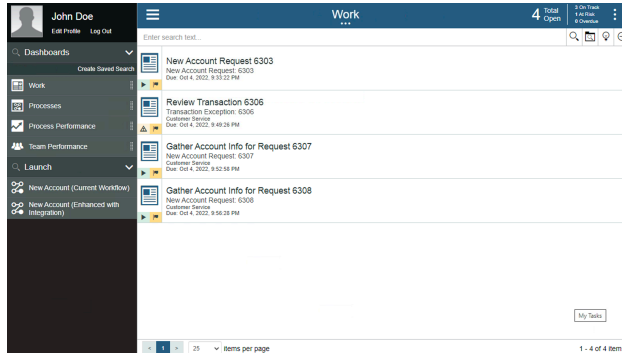 John Doe
Edit Profile Log Out
Dashboards
Create Saved Search
Work
Processes
Process Performance
Team Performance
Launch
New Account (Current Workflow)
New Account (Enhanced with
Integration)
Work
4 Total
Open
3 On Track
1 At Risk
0 Overdue
Enter search text...
New Account Request 6303
New Account Request: 6303
Due: Oct 4, 2022, 9:33:22 PM
Review Transaction 6306
Transaction Exception: 6306
Customer Service
Due: Oct 4, 2022, 9:49:26 PM
Gather Account Info for Request 6307
New Account Request: 6307
Customer Service
Due: Oct 4, 2022, 9:52:58 PM
Gather Account Info for Request 6308
New Account Request: 6308
Customer Service
Due: Oct 4, 2022, 9:56:28 PM
My Tasks
1 25 items per page
1 - 4 of 4 item